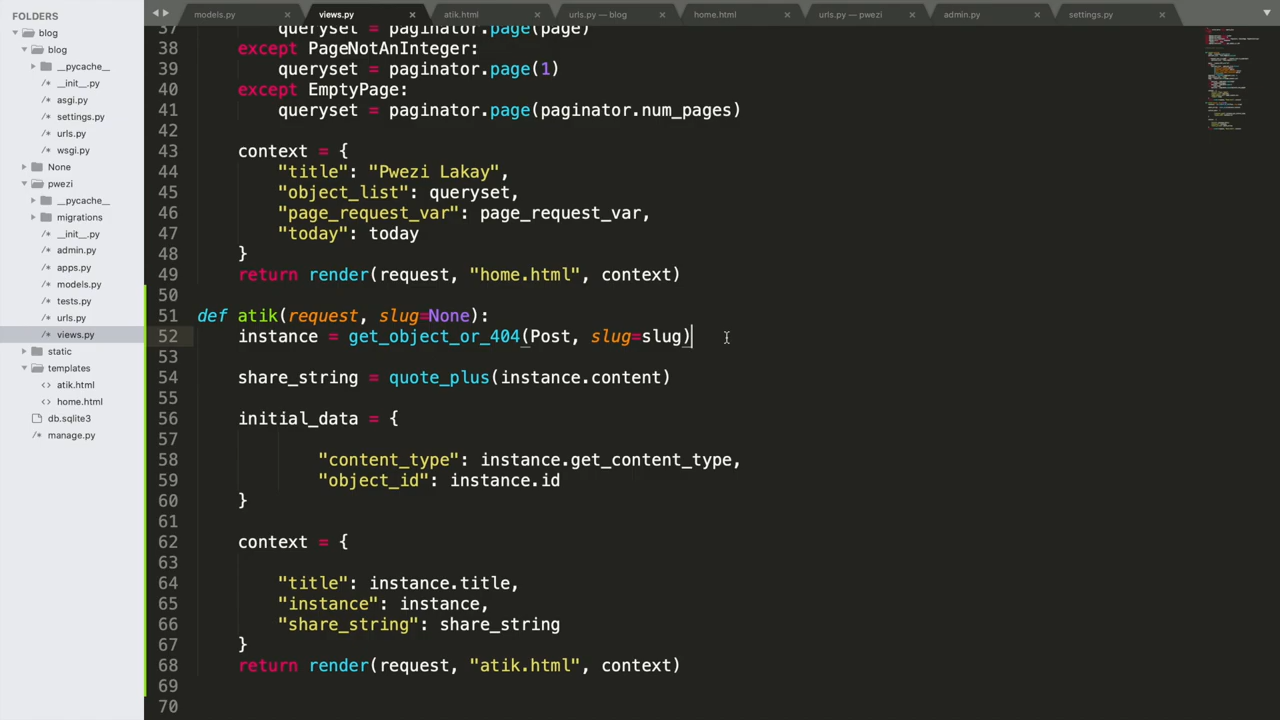 FOLDERS
blog
blog
__pycache__
__init__.py
asgi.py
settings.py
urls.py
wsgi.py
None
pwezi
__pycache__
migrations
__init__.py
admin.py
apps.py
models.py
tests.py
urls.py
views.py
static
templates
atik.html
home.html
db.sqlite3
manage.py
models.py × views.py × atik.html × urls.py — blog × home.html × urls.py — pwezi × admin.py × settings.py ×
37 queryset = paginator.page(page)
38 except PageNotAnInteger:
39 queryset = paginator.page(1)
40 except EmptyPage:
41 queryset = paginator.page(paginator.num_pages)
42
43 context = {
44 "title": "Pwezi Lakay",
45 "object_list": queryset,
46 "page_request_var": page_request_var,
47 "today": today
48 }
49 return render(request, "home.html", context)
50
51 def atik(request, slug=None):
52 instance = get_object_or_404(Post, slug=slug)
53
54 share_string = quote_plus(instance.content)
55
56 initial_data = {
57
58 "content_type": instance.get_content_type,
59 "object_id": instance.id
60 }
61
62 context = {
63
64 "title": instance.title,
65 "instance": instance,
66 "share_string": share_string
67 }
68 return render(request, "atik.html", context)
69
70